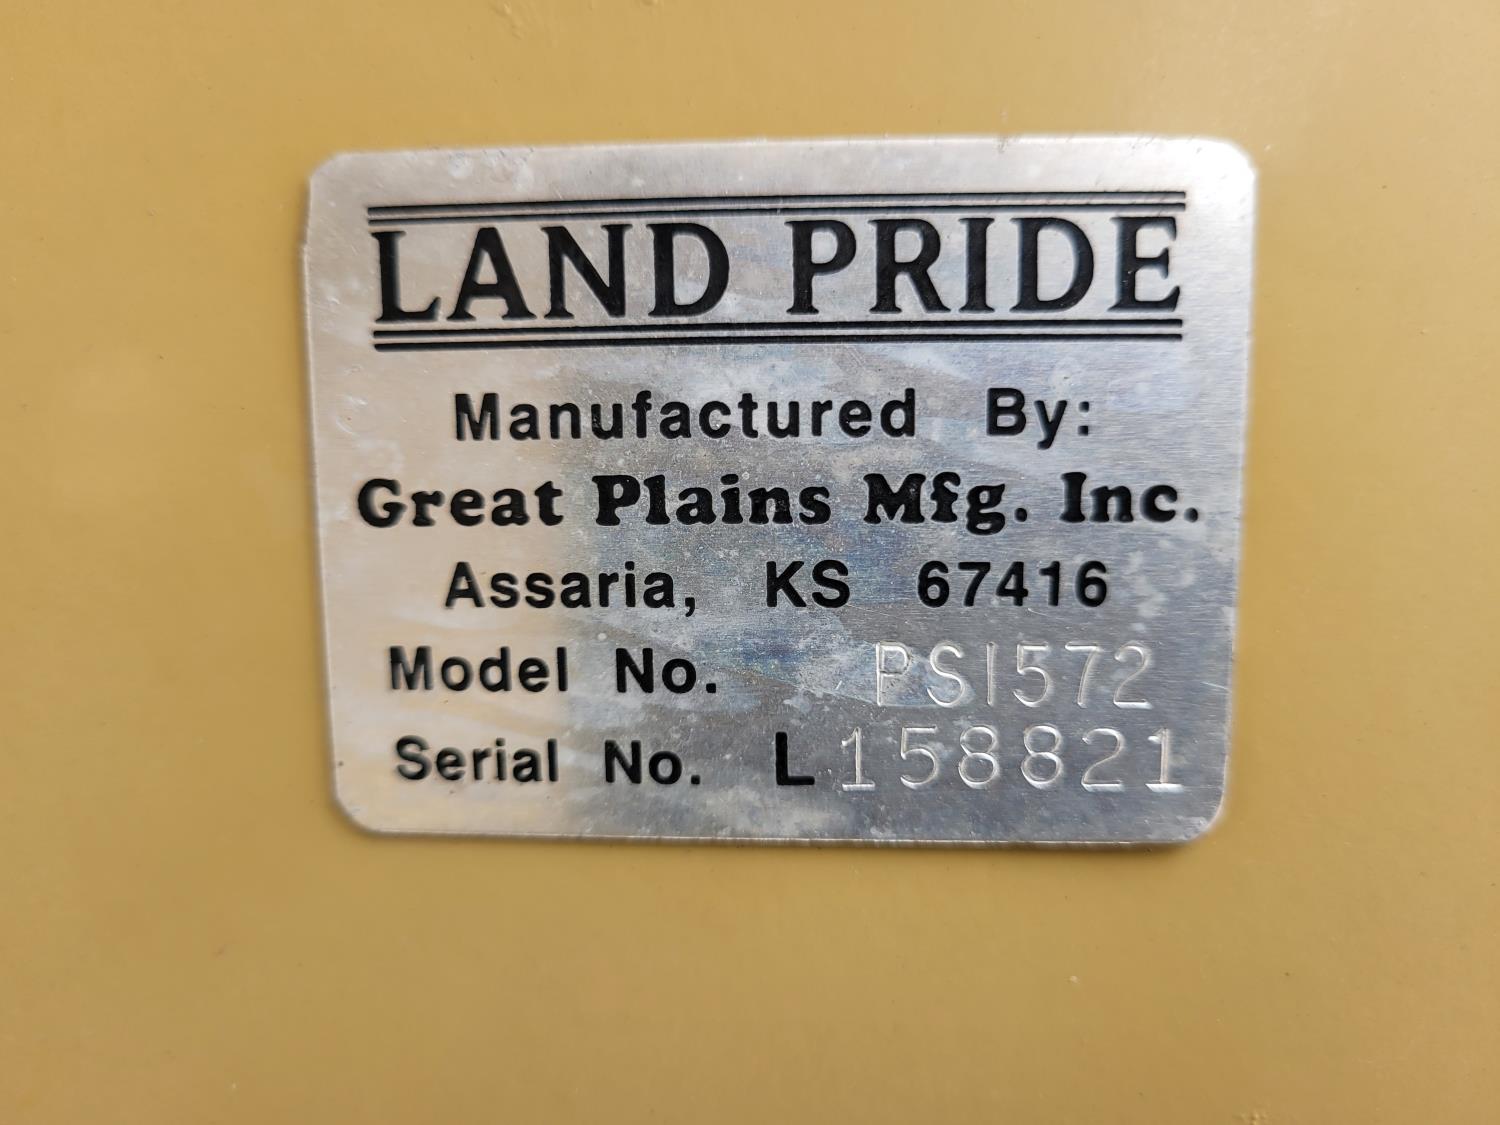 LAND PRIDE
Manufactured By:
Great Plains Mfg. Inc.
Assaria, KS 67416
Model No. PS1572
Serial No. L158821